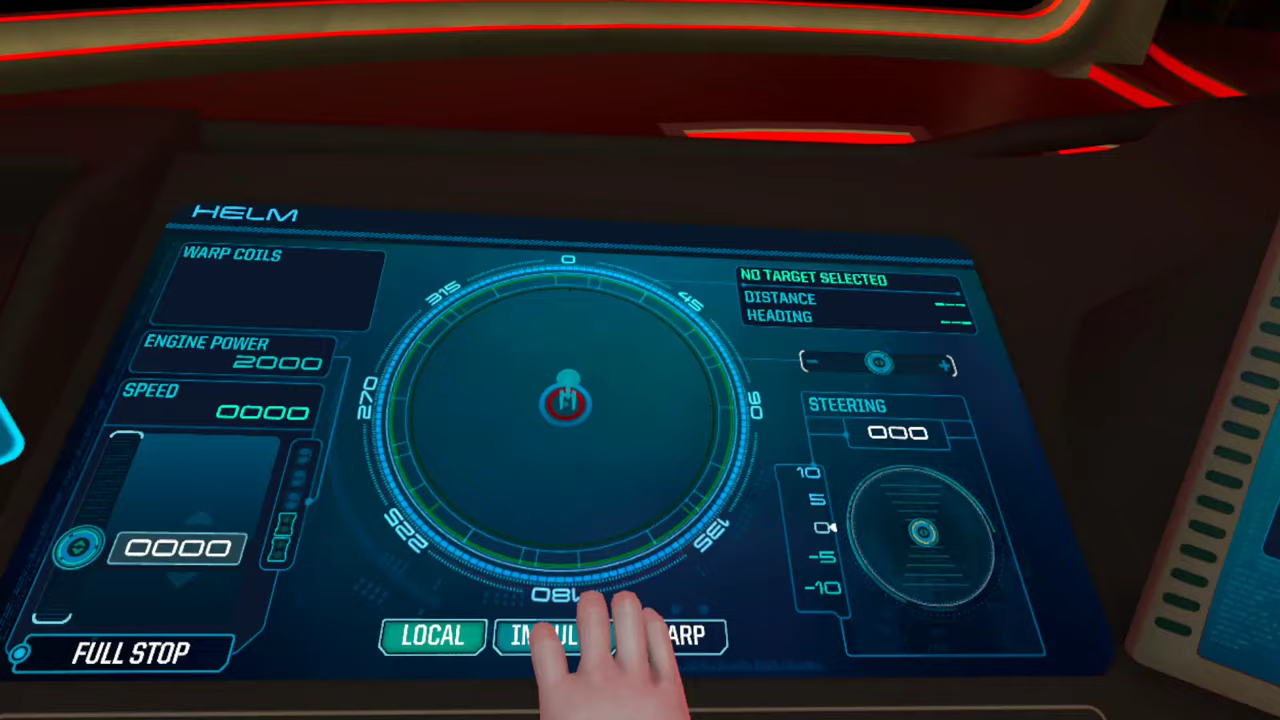 HELM
WARP COILS
ENGINE POWER
2000
SPEED
0000
0000
FULL STOP
0
45
90
135
180
225
270
315
LOCAL
NO TARGET SELECTED
DISTANCE ---
HEADING ---
- +
STEERING
000
10
5
0
-5
-10